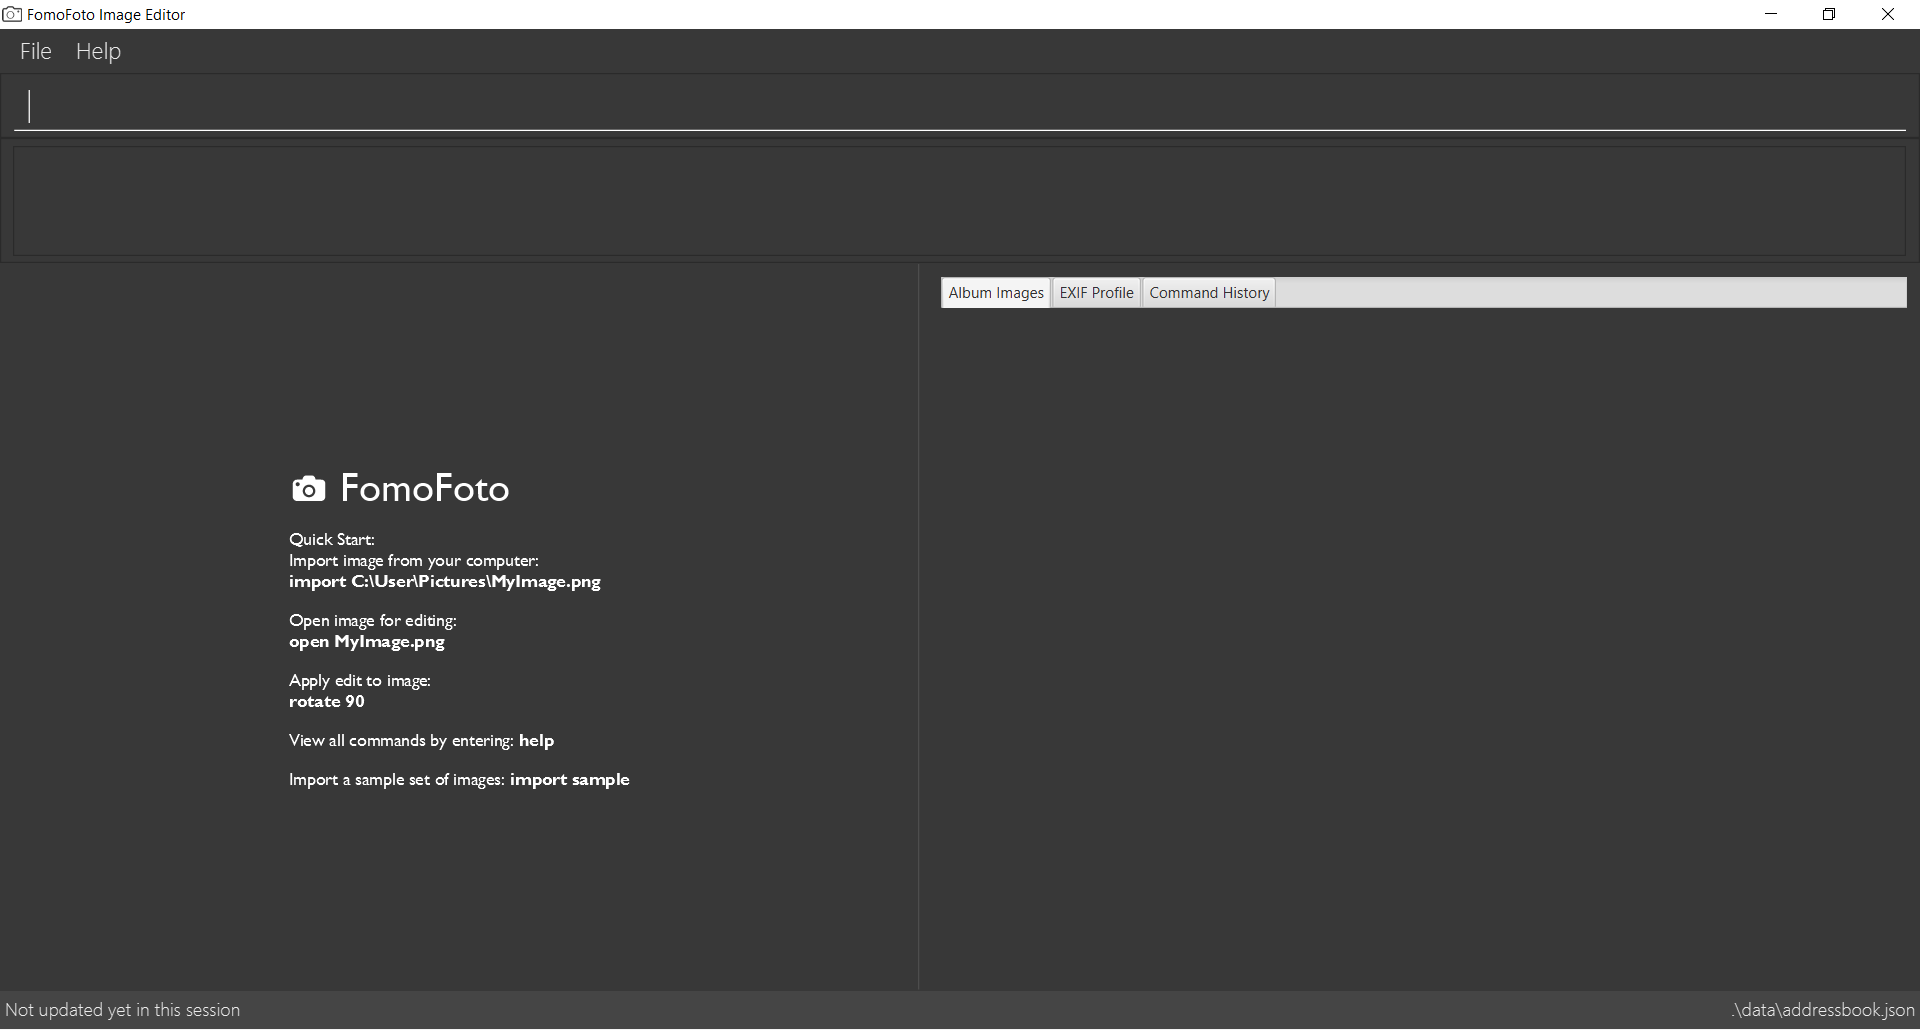 FomoFoto Image Editor
File Help
Album Images EXIF Profile Command History
FomoFoto
Quick Start:
Import image from your computer:
import C:\User\Pictures\MyImage.png
Open image for editing:
open MyImage.png
Apply edit to image:
rotate 90
View all commands by entering: help
Import a sample set of images: import sample
Not updated yet in this session .\data\addressbook.json